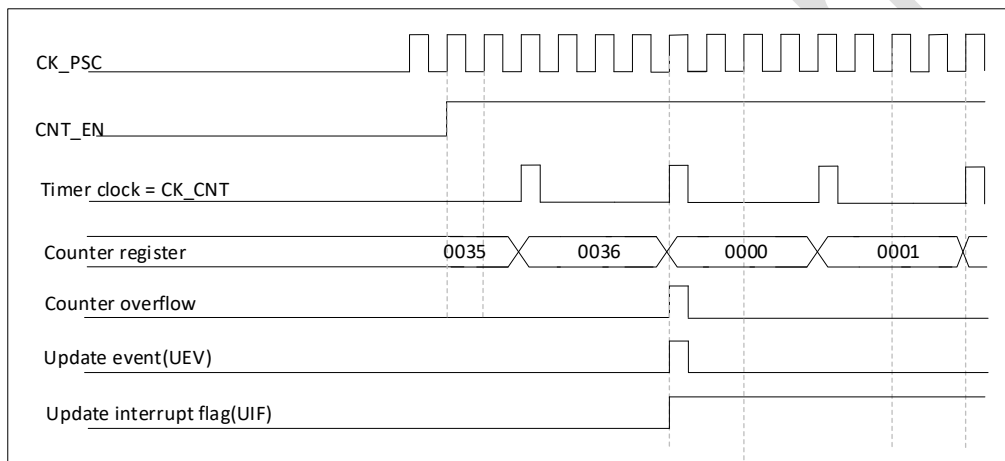 CK_PSC
CNT_EN
Timer clock = CK_CNT
Counter register 0035 0036 0000 0001
Counter overflow
Update event(UEV)
Update interrupt flag(UIF)